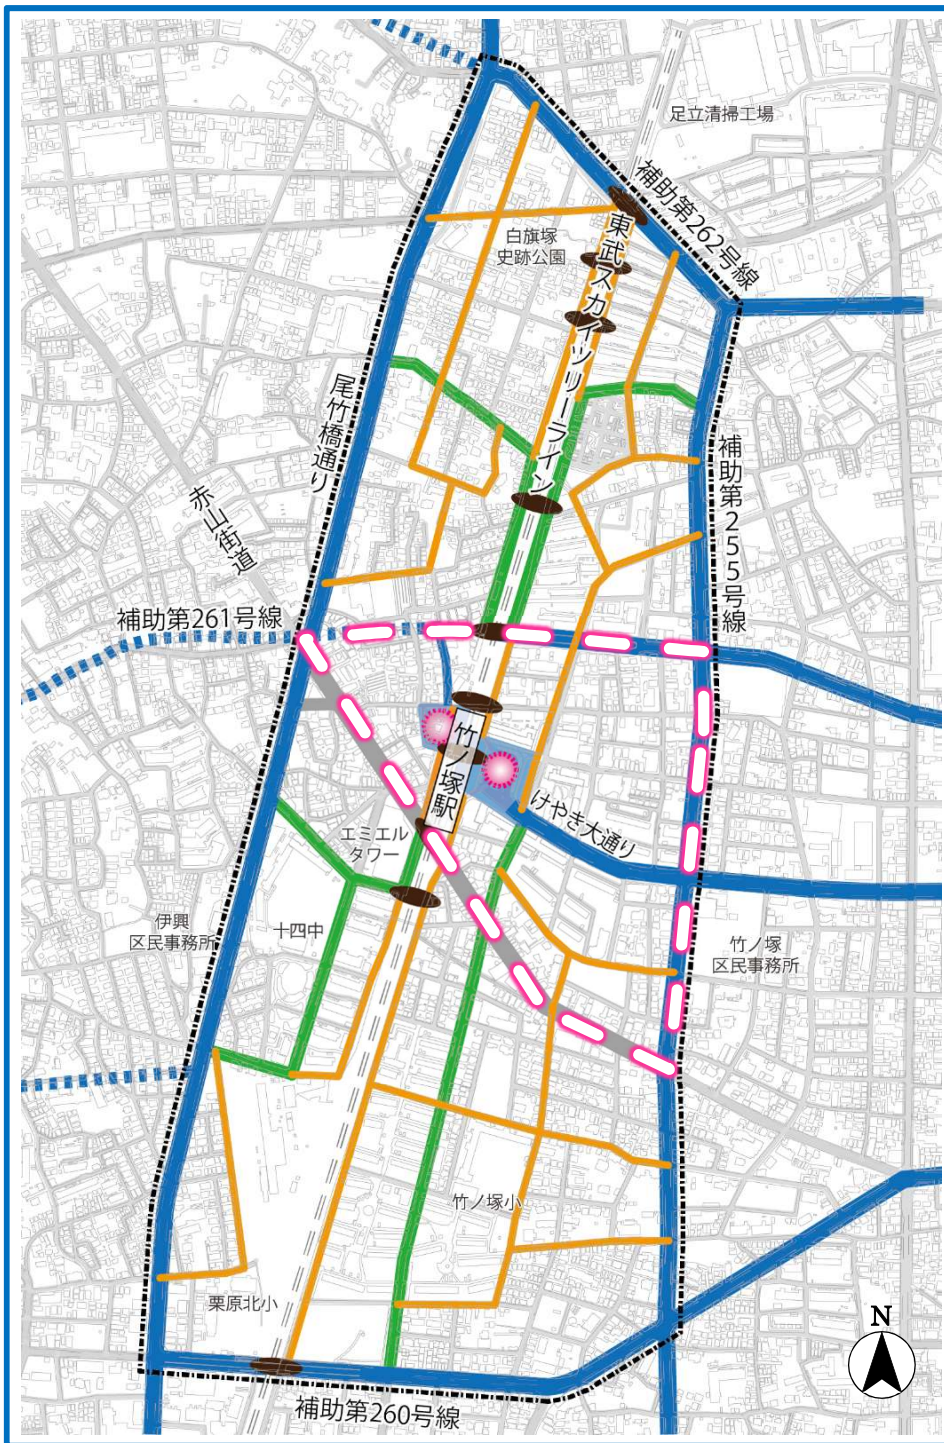 足立清掃工場
補助第262号線
白旗塚
史跡公園
東武スカイツリーライン
尾竹橋通り
補助第255号線
赤山街道
補助第261号線
竹ノ塚駅
けやき大通り
エミエル
タワー
伊興
区民事務所
十四中
竹ノ塚
区民事務所
竹ノ塚小
栗原北小
N
補助第260号線